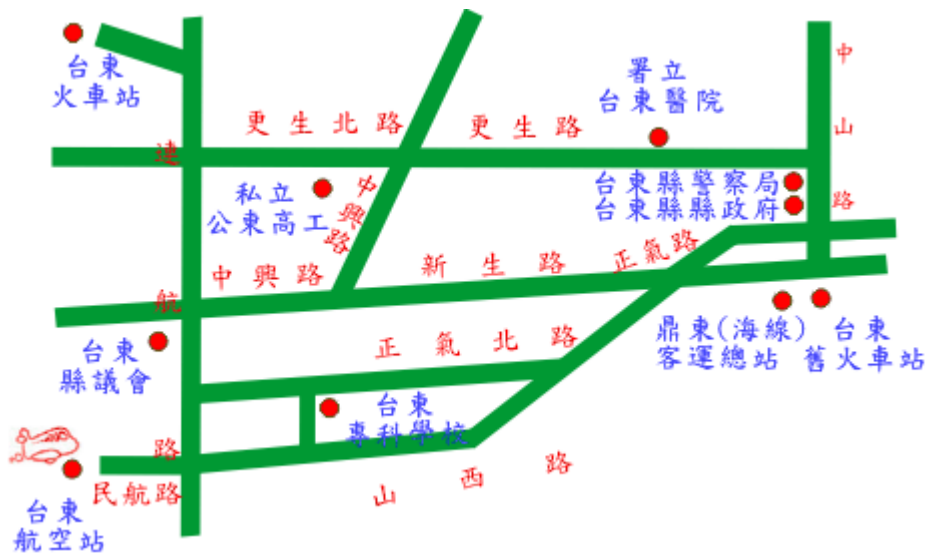 台東
火車站
署立
台東醫院
中山路
更生北路
更生路
連航路
私立
公東高工
中興路
台東縣警察局
台東縣縣政府
中興路
新生路
正氣路
台東
縣議會
正氣北路
鼎東(海線)
客運總站
台東
舊火車站
台東
專科學校
民航路
山西路
台東
航空站